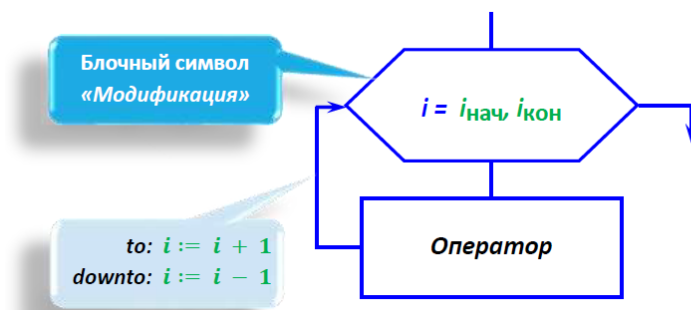 Блочный символ
«Модификация»
i = iнач, iкон
to: i := i + 1
downto: i := i − 1
Оператор